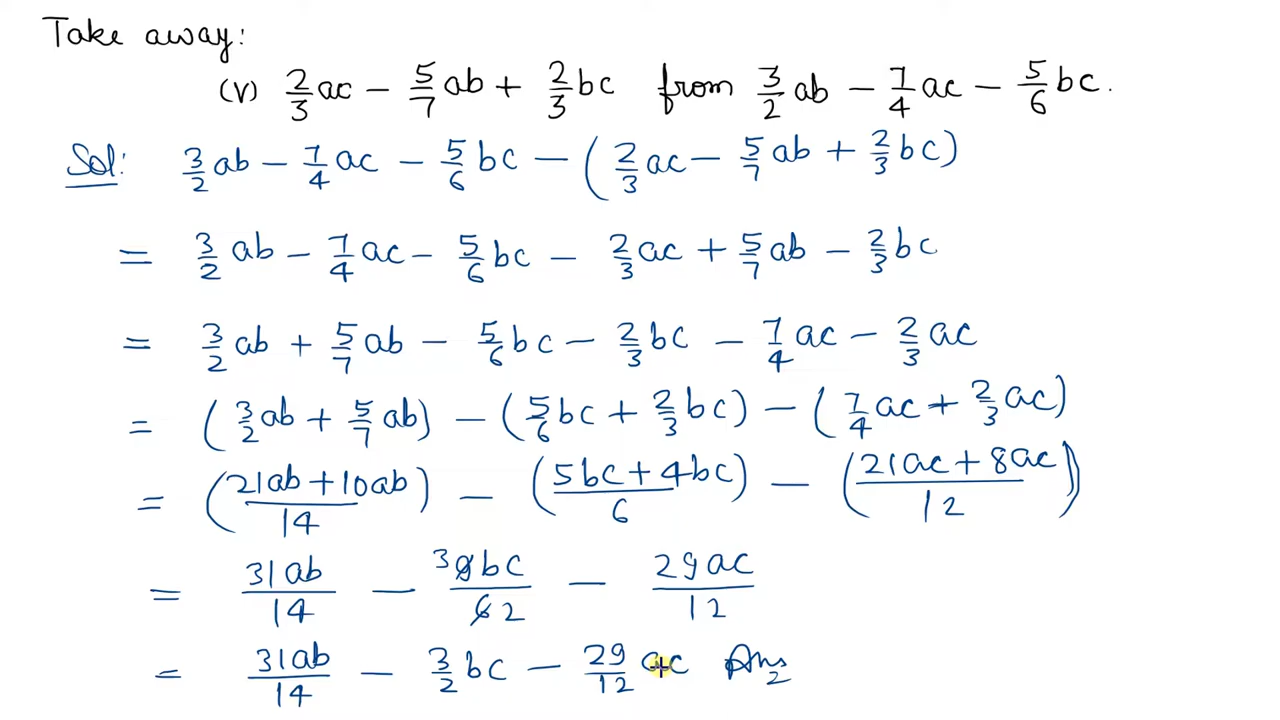 Take away:
(v) 2/3 ac − 5/7 ab + 2/3 bc from 3/2 ab − 7/4 ac − 5/6 bc.
Sol: 3/2 ab − 7/4 ac − 5/6 bc − (2/3 ac − 5/7 ab + 2/3 bc)
= 3/2 ab − 7/4 ac − 5/6 bc − 2/3 ac + 5/7 ab − 2/3 bc
= 3/2 ab + 5/7 ab − 5/6 bc − 2/3 bc − 7/4 ac − 2/3 ac
= (3/2 ab + 5/7 ab) − (5/6 bc + 2/3 bc) − (7/4 ac + 2/3 ac)
= ((21ab + 10ab)/14) − ((5bc + 4bc)/6) − ((21ac + 8ac)/12)
= 31ab/14 − 3 9bc/6 2 − 29ac/12
= 31ab/14 − 3/2 bc − 29/12 ac Ans